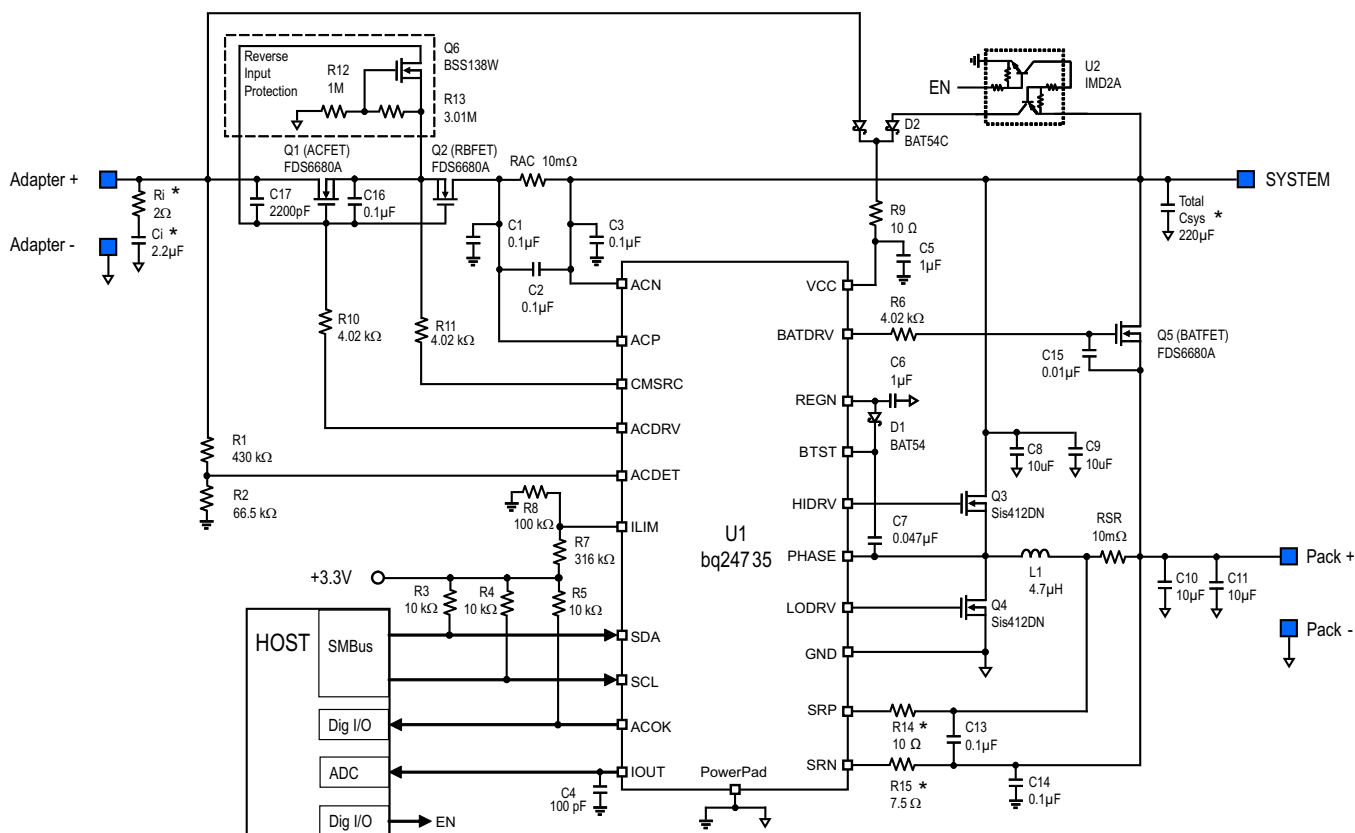 Reverse
Input
Protection
R12
1M
Q6
BSS138W
R13
3.01M
U2
IMD2A
EN
D2
BAT54C
Q1 (ACFET)
FDS6680A
Q2 (RBFET)
FDS6680A
RAC 10mΩ
Adapter +
Ri *
2Ω
Ci *
2.2µF
Adapter -
C17
2200pF
C16
0.1µF
SYSTEM
Total
Csys *
220µF
R9
10 Ω
C5
1µF
C1
0.1µF
C3
0.1µF
C2
0.1µF
R10
4.02 kΩ
R11
4.02 kΩ
ACN
ACP
CMSRC
ACDRV
ACDET
ILIM
SDA
SCL
ACOK
IOUT
U1
bq24735
PowerPad
VCC
BATDRV
REGN
BTST
HIDRV
PHASE
LODRV
GND
SRP
SRN
R6
4.02 kΩ
Q5 (BATFET)
FDS6680A
C15
0.01µF
C6
1µF
D1
BAT54
C8
10uF
C9
10uF
Q3
Sis412DN
C7
0.047µF
RSR
10mΩ
L1
4.7µH
Pack +
C10
10µF
C11
10µF
Q4
Sis412DN
Pack -
R14 *
10 Ω
C13
0.1µF
R15 *
7.5 Ω
C14
0.1µF
R1
430 kΩ
R2
66.5 kΩ
R8
100 kΩ
R7
316 kΩ
+3.3V
R3
10 kΩ
R4
10 kΩ
R5
10 kΩ
HOST
SMBus
Dig I/O
ADC
C4
100 pF
Dig I/O
EN